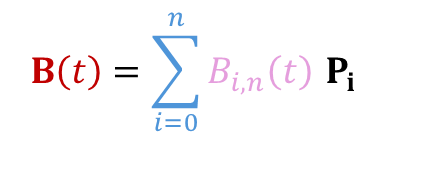 𝐁(𝑡) = ∑_{𝑖=0}^{𝑛} 𝐵_{𝑖,𝑛}(𝑡) 𝐏_𝐢